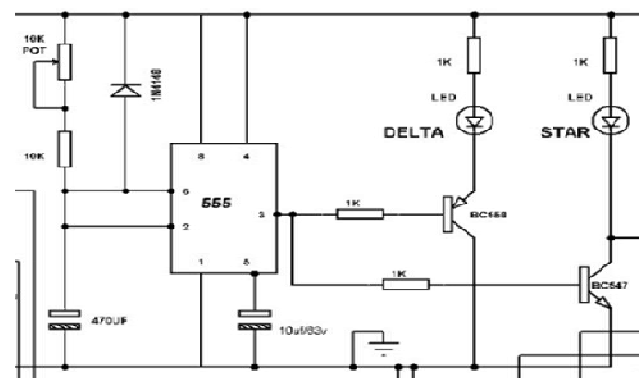 10K
POT
1N4148
10K
470UF
8
4
6
555
3
2
1
5
10uf/63v
1K
1K
1K
LED
DELTA
1K
LED
STAR
BC547